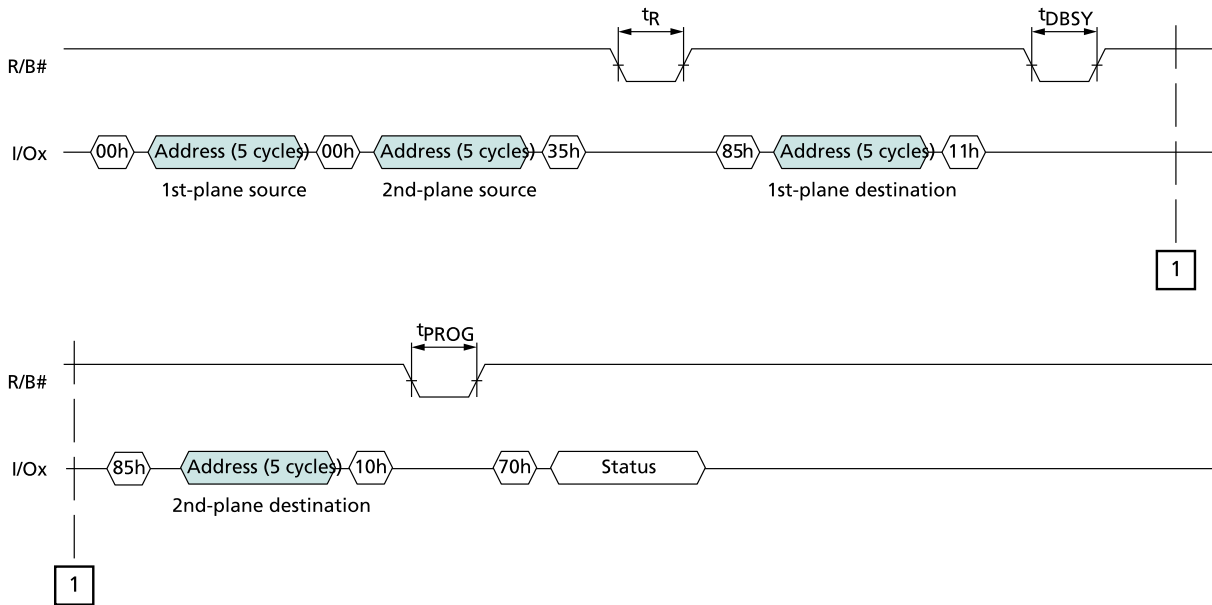 tR tDBSY
R/B#
I/Ox 00h Address (5 cycles) 00h Address (5 cycles) 35h 85h Address (5 cycles) 11h
1st-plane source 2nd-plane source 1st-plane destination
1
tPROG
R/B#
I/Ox 85h Address (5 cycles) 10h 70h Status
2nd-plane destination
1